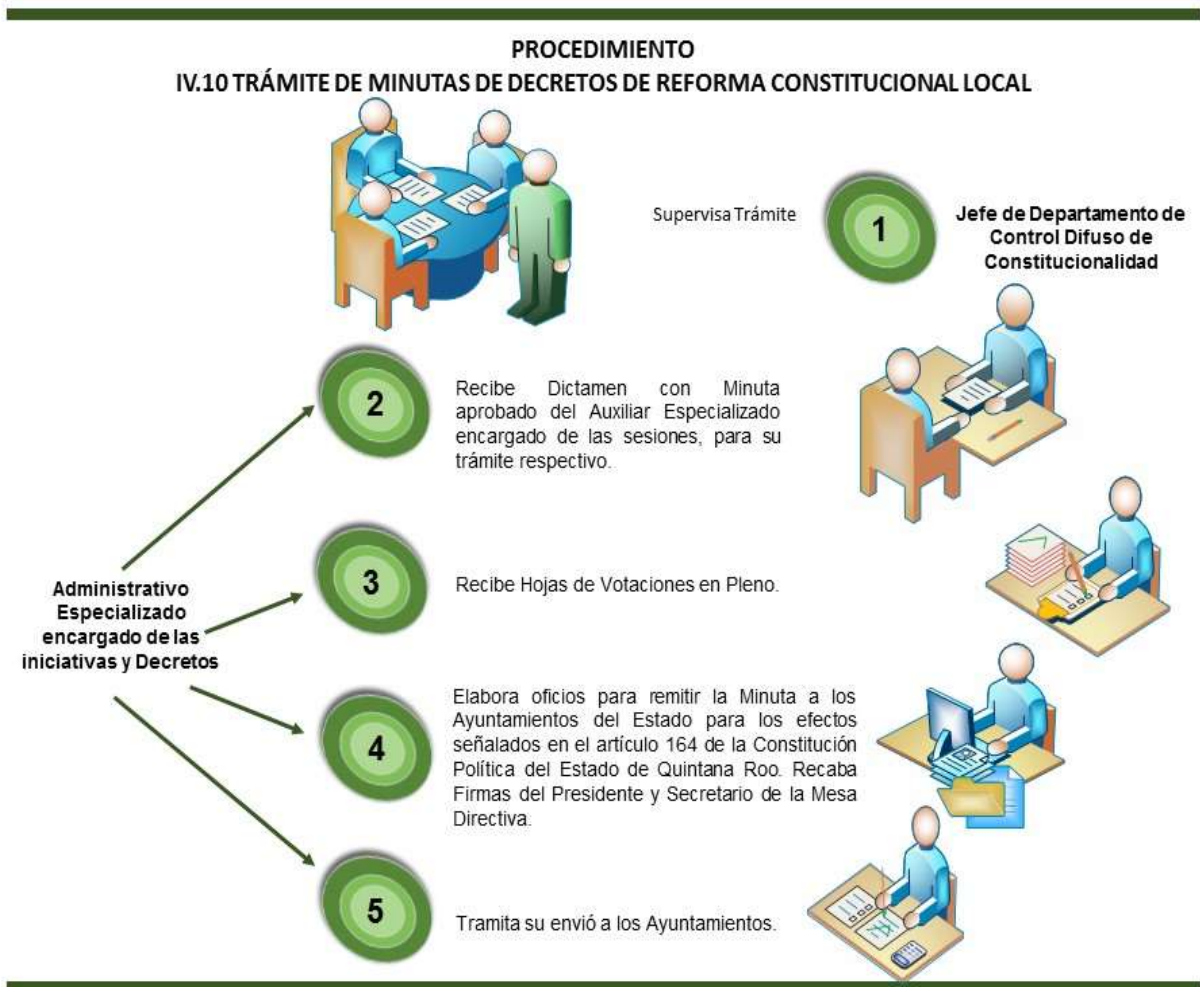 PROCEDIMIENTO
IV.10 TRÁMITE DE MINUTAS DE DECRETOS DE REFORMA CONSTITUCIONAL LOCAL
Supervisa Trámite
1
Jefe de Departamento de
Control Difuso de
Constitucionalidad
2
Recibe Dictamen con Minuta
aprobado del Auxiliar Especializado
encargado de las sesiones, para su
trámite respectivo.
3
Recibe Hojas de Votaciones en Pleno.
Administrativo
Especializado
encargado de las
iniciativas y Decretos
4
Elabora oficios para remitir la Minuta a los
Ayuntamientos del Estado para los efectos
señalados en el artículo 164 de la Constitución
Política del Estado de Quintana Roo. Recaba
Firmas del Presidente y Secretario de la Mesa
Directiva.
5
Tramita su envió a los Ayuntamientos.